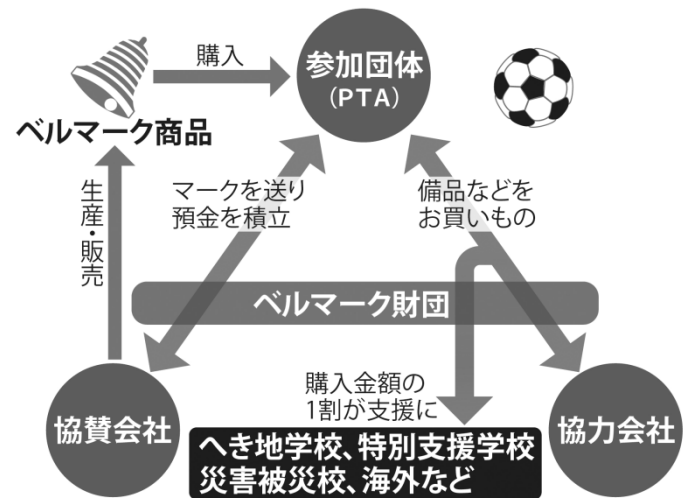 購入
参加団体
(PTA)
ベルマーク商品
生産・販売
マークを送り
預金を積立
備品などを
お買いもの
ベルマーク財団
購入金額の
1割が支援に
協賛会社
へき地学校、特別支援学校
災害被災校、海外など
協力会社